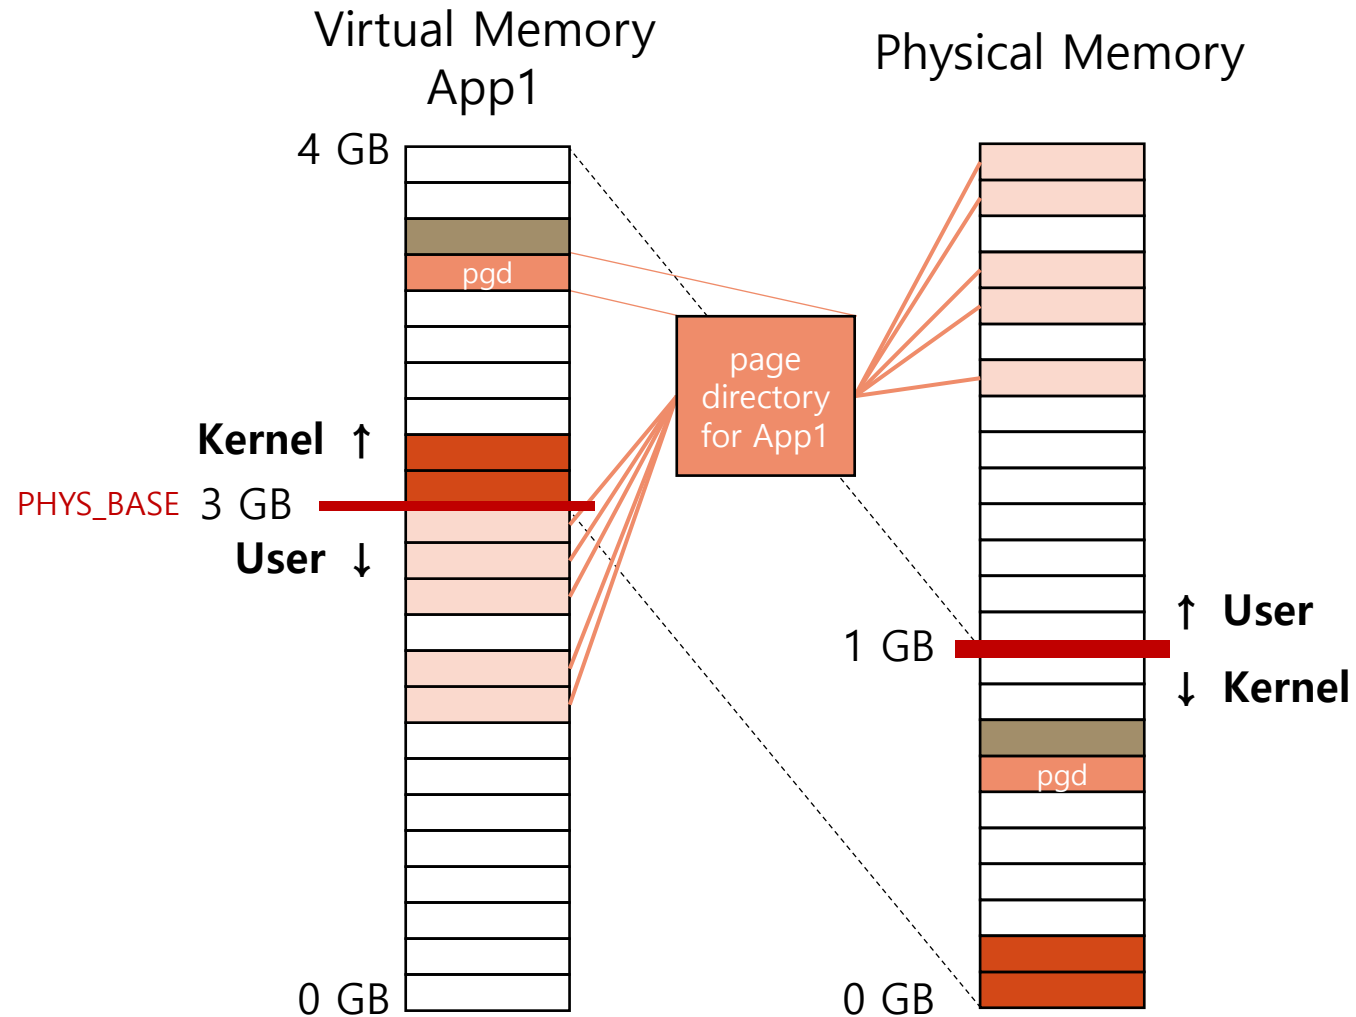 Virtual Memory
App1
Physical Memory
4 GB
pgd
page
directory
for App1
Kernel ↑
PHYS_BASE 3 GB
User ↓
↑ User
1 GB
↓ Kernel
pgd
0 GB
0 GB